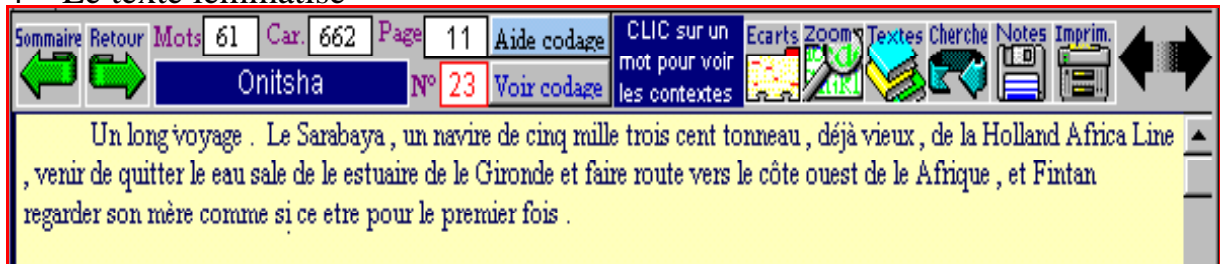 4 Le texte lemmatisé
Sommaire Retour Mots 61 Car. 662 Page 11 Aide codage CLIC sur un mot pour voir les contextes Ecarts Zoom Textes Cherche Notes Imprim.
Onitsha N° 23 Voir codage
Un long voyage . Le Sarabaya , un navire de cinq mille trois cent tonneau , déjà vieux , de la Holland Africa Line
, venir de quitter le eau sale de le estuaire de le Gironde et faire route vers le côte ouest de le Afrique , et Fintan
regarder son mère comme si ce etre pour le premier fois .